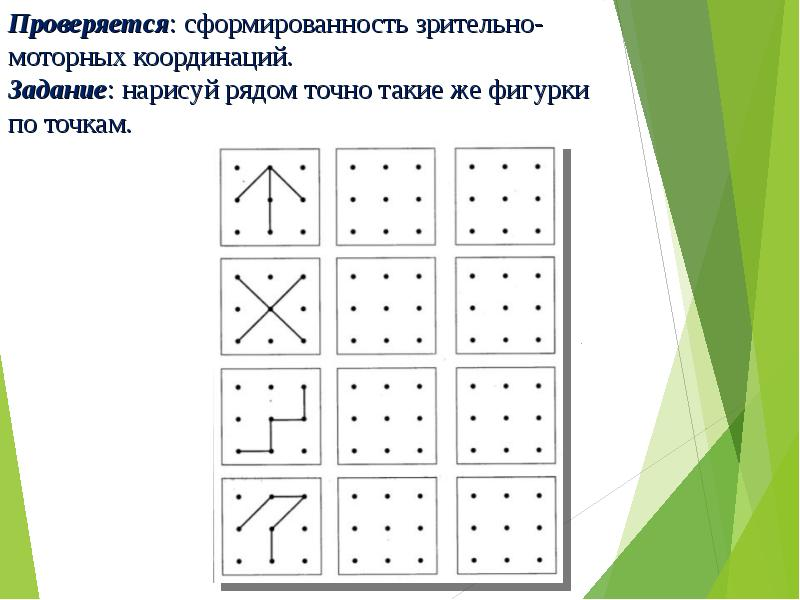 Проверяется: сформированность зрительно-
моторных координаций.
Задание: нарисуй рядом точно такие же фигурки
по точкам.